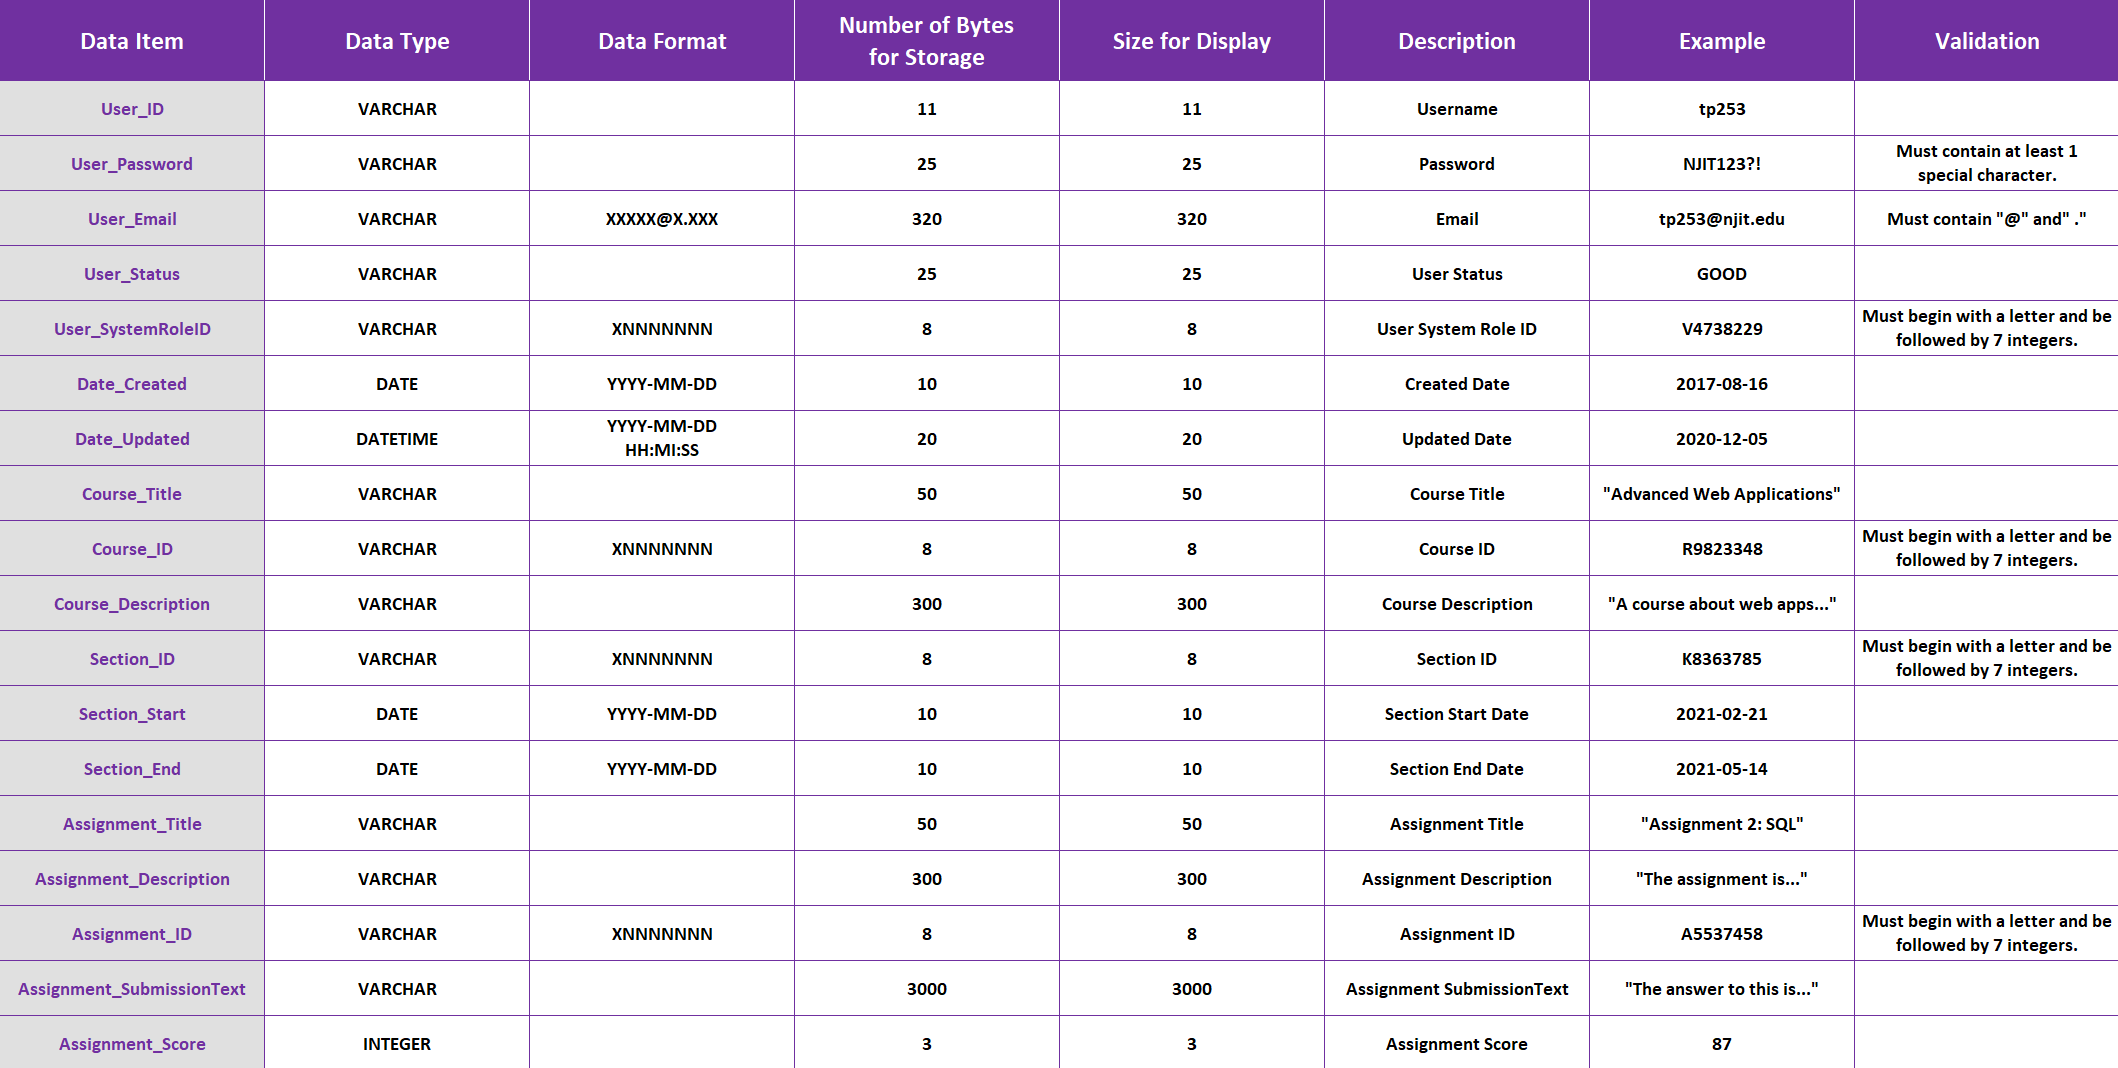 Data Item Data Type Data Format Number of Bytes for Storage Size for Display Description Example Validation
User_ID VARCHAR 11 11 Username tp253
User_Password VARCHAR 25 25 Password NJIT123?! Must contain at least 1 special character.
User_Email VARCHAR XXXXX@X.XXX 320 320 Email tp253@njit.edu Must contain "@" and" ."
User_Status VARCHAR 25 25 User Status GOOD
User_SystemRoleID VARCHAR XNNNNNNN 8 8 User System Role ID V4738229 Must begin with a letter and be followed by 7 integers.
Date_Created DATE YYYY-MM-DD 10 10 Created Date 2017-08-16
Date_Updated DATETIME YYYY-MM-DD HH:MI:SS 20 20 Updated Date 2020-12-05
Course_Title VARCHAR 50 50 Course Title "Advanced Web Applications"
Course_ID VARCHAR XNNNNNNN 8 8 Course ID R9823348 Must begin with a letter and be followed by 7 integers.
Course_Description VARCHAR 300 300 Course Description "A course about web apps..."
Section_ID VARCHAR XNNNNNNN 8 8 Section ID K8363785 Must begin with a letter and be followed by 7 integers.
Section_Start DATE YYYY-MM-DD 10 10 Section Start Date 2021-02-21
Section_End DATE YYYY-MM-DD 10 10 Section End Date 2021-05-14
Assignment_Title VARCHAR 50 50 Assignment Title "Assignment 2: SQL"
Assignment_Description VARCHAR 300 300 Assignment Description "The assignment is..."
Assignment_ID VARCHAR XNNNNNNN 8 8 Assignment ID A5537458 Must begin with a letter and be followed by 7 integers.
Assignment_SubmissionText VARCHAR 3000 3000 Assignment SubmissionText "The answer to this is..."
Assignment_Score INTEGER 3 3 Assignment Score 87